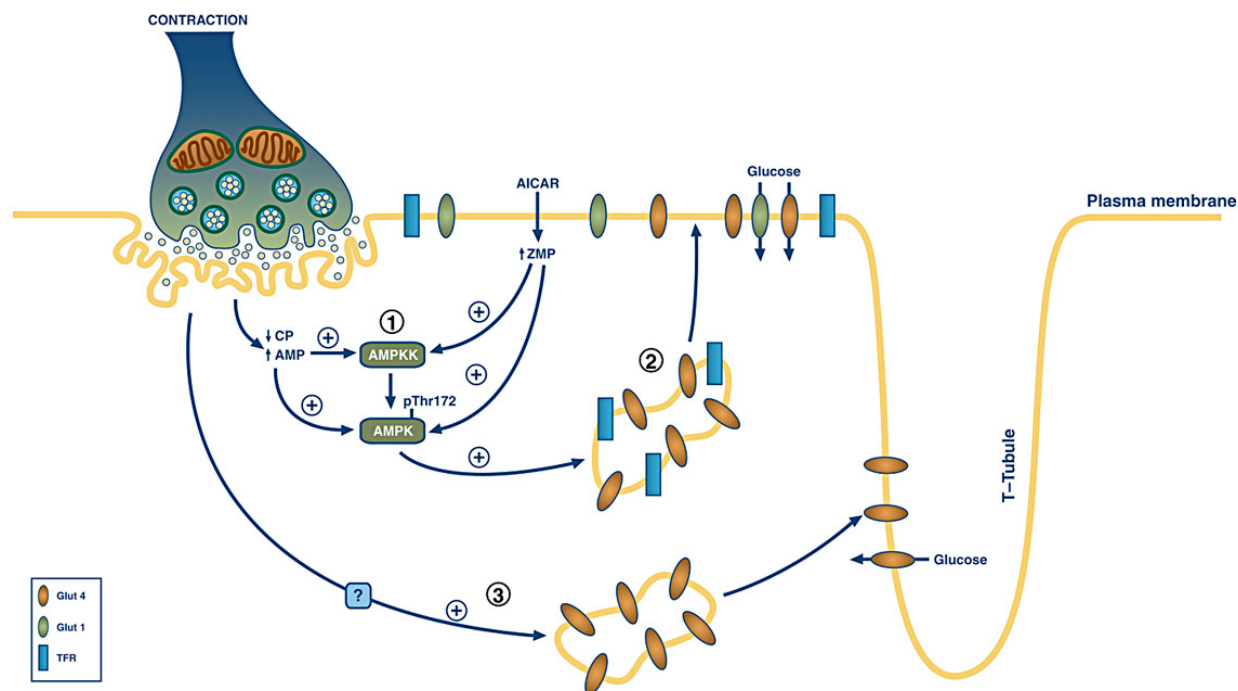 CONTRACTION
AICAR
Glucose
Plasma membrane
↑ ZMP
+
①
↓ CP
↑ AMP
+
AMPKK
②
+
+
pThr172
AMPK
+
T-Tubule
Glucose
?
+
③
Glut 4
Glut 1
TFR